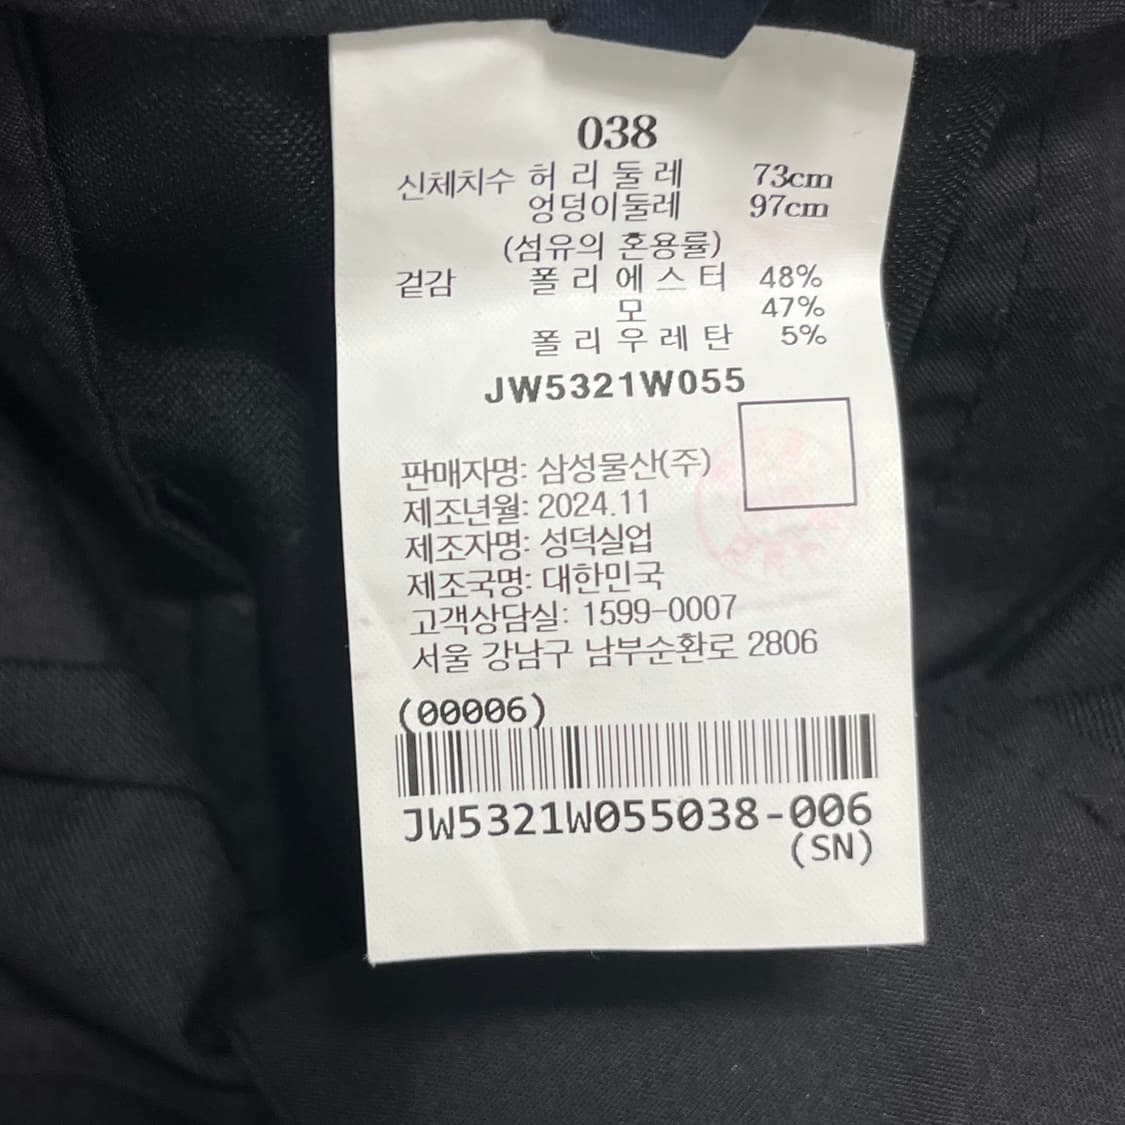 038
신체치수 허리둘레 73cm
엉덩이둘레 97cm
(섬유의 혼용률)
겉감 폴리에스터 48%
모 47%
폴리우레탄 5%
JW5321W055
판매자명: 삼성물산(주)
제조년월: 2024.11
제조자명: 성덕실업
제조국명: 대한민국
고객상담실: 1599-0007
서울 강남구 남부순환로 2806
(00006)
JW5321W055038-006
(SN)